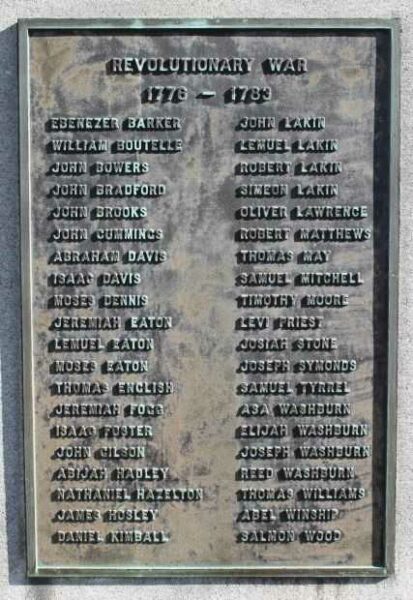 REVOLUTIONARY WAR
1776 — 1783
EBENEZER BARKER
WILLIAM BOUTELLE
JOHN BOWERS
JOHN BRADFORD
JOHN BROOKS
JOHN CUMMINGS
ABRAHAM DAVIS
ISAAC DAVIS
MOSES DENNIS
JEREMIAH EATON
LEMUEL EATON
MOSES EATON
THOMAS ENGLISH
JEREMIAH FOGG
ISAAC FOSTER
JOHN GILSON
ABIJAH HADLEY
NATHANIEL HAZELTON
JAMES HOSLEY
DANIEL KIMBALL
JOHN LAKIN
LEMUEL LAKIN
ROBERT LAKIN
SIMEON LAKIN
OLIVER LAWRENCE
ROBERT MATTHEWS
THOMAS MAY
SAMUEL MITCHELL
TIMOTHY MOORE
LEVI PRIEST
JOSIAH STONE
JOSEPH SYMONDS
SAMUEL TYRREL
ASA WASHBURN
ELIJAH WASHBURN
JOSEPH WASHBURN
REED WASHBURN
THOMAS WILLIAMS
ABEL WINSHIP
SALMON WOOD